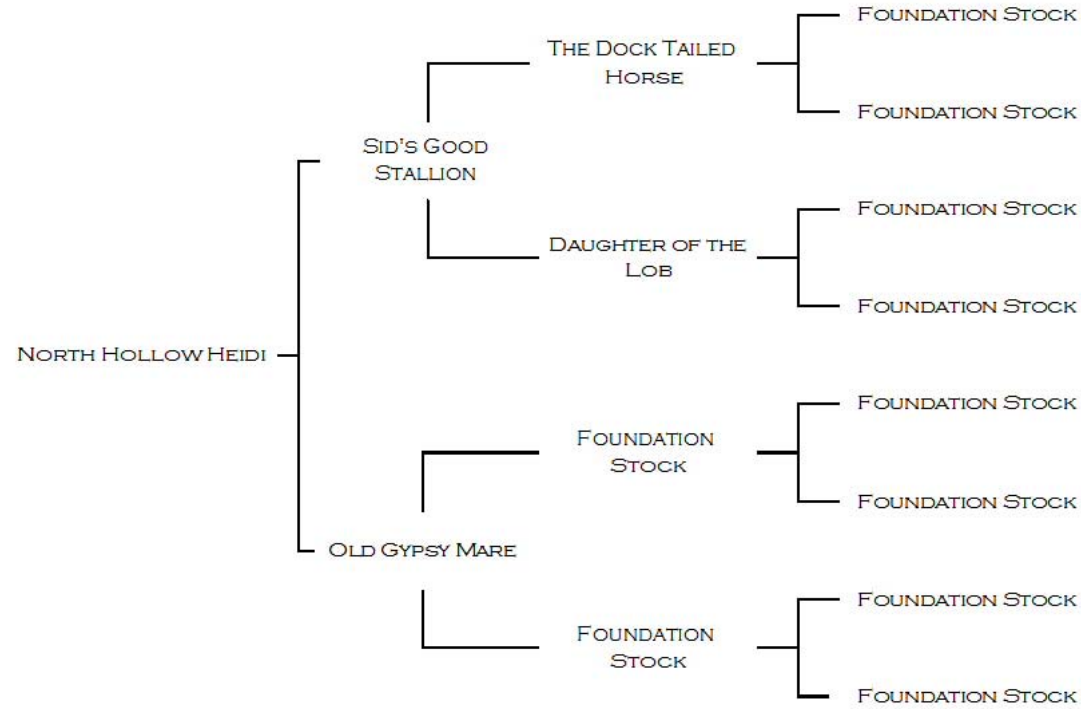 Foundation Stock
The Dock Tailed
Horse
Foundation Stock
Sid's Good
Stallion
Foundation Stock
Daughter of the
Lob
Foundation Stock
North Hollow Heidi
Foundation Stock
Foundation
Stock
Foundation Stock
Old Gypsy Mare
Foundation Stock
Foundation
Stock
Foundation Stock